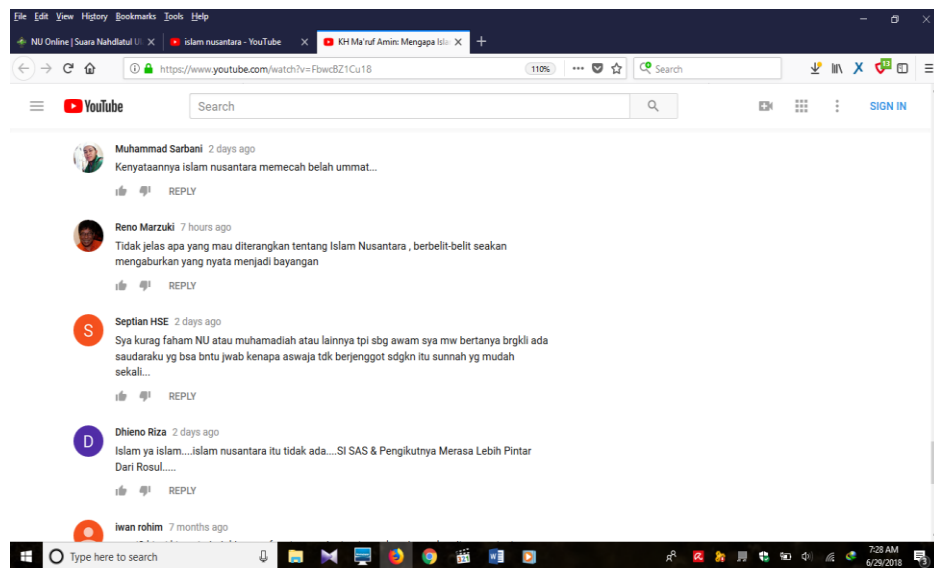 File Edit View History Bookmarks Tools Help
NU Online | Suara Nahdlatul Ul
islam nusantara - YouTube
KH Ma'ruf Amin: Mengapa Isla
https://www.youtube.com/watch?v=FbwcBZ1Cu18
110%
Search
13
YouTube
Search
SIGN IN
Muhammad Sarbani 2 days ago
Kenyataannya islam nusantara memecah belah ummat...
REPLY
Reno Marzuki 7 hours ago
Tidak jelas apa yang mau diterangkan tentang Islam Nusantara , berbelit-belit seakan
mengaburkan yang nyata menjadi bayangan
REPLY
S
Septian HSE 2 days ago
Sya kurag faham NU atau muhamadiah atau lainnya tpi sbg awam sya mw bertanya brgkli ada
saudaraku yg bsa bntu jwab kenapa aswaja tdk berjenggot sdgkn itu sunnah yg mudah
sekali...
REPLY
D
Dhieno Riza 2 days ago
Islam ya islam....islam nusantara itu tidak ada....SI SAS & Pengikutnya Merasa Lebih Pintar
Dari Rosul.....
REPLY
iwan rohim 7 months ago
Type here to search
7:28 AM
6/29/2018
3